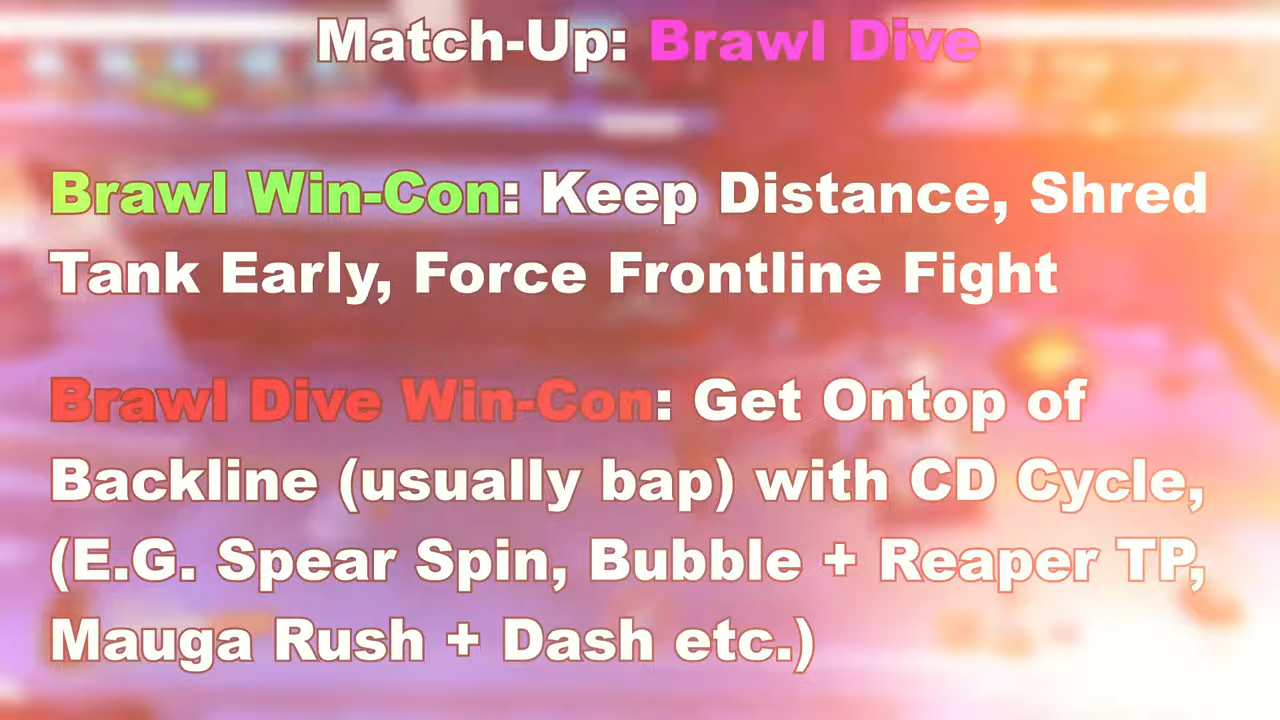 Match-Up: Brawl Dive
Brawl Win-Con: Keep Distance, Shred
Tank Early, Force Frontline Fight
Brawl Dive Win-Con: Get Ontop of
Backline (usually bap) with CD Cycle,
(E.G. Spear Spin, Bubble + Reaper TP,
Mauga Rush + Dash etc.)